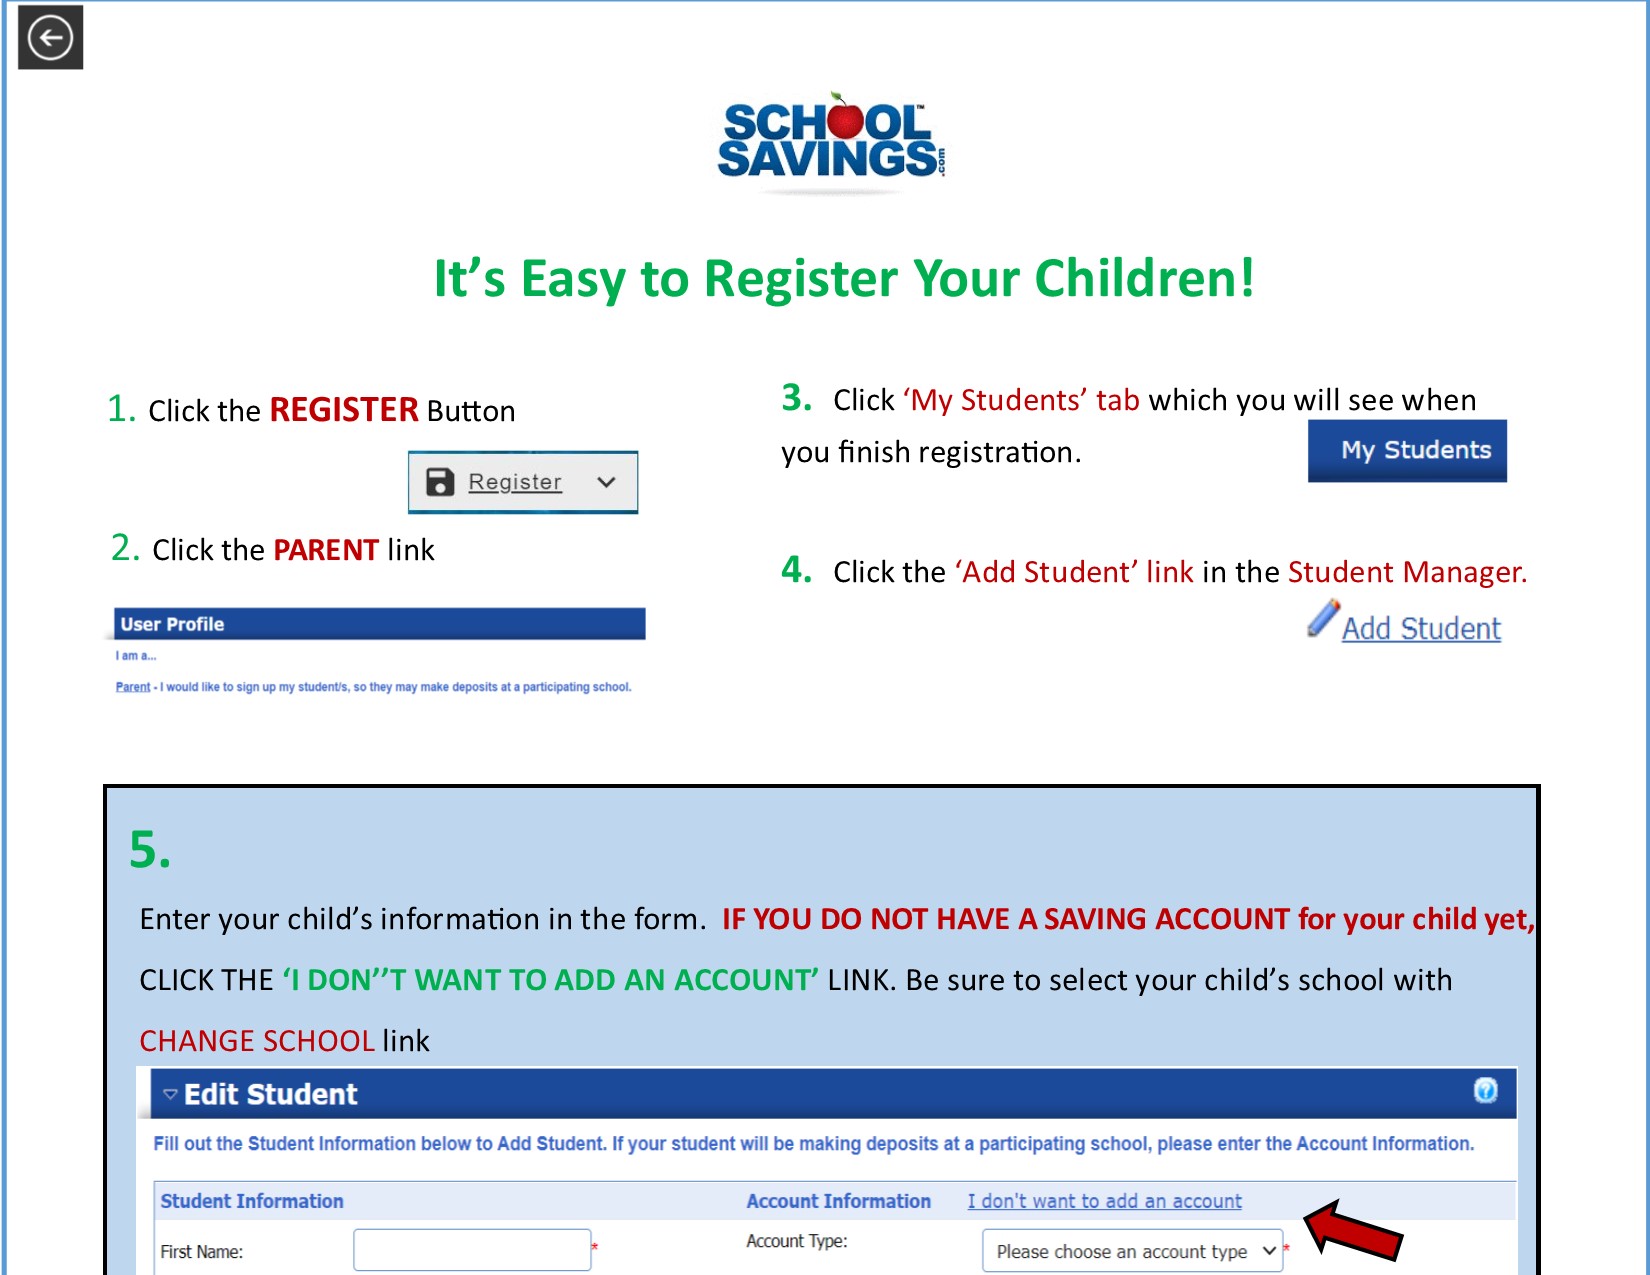 SCHOOL™
SAVINGS.com
It’s Easy to Register Your Children!
1. Click the REGISTER Button
Register
2. Click the PARENT link
User Profile
I am a...
Parent - I would like to sign up my student/s, so they may make deposits at a participating school.
3. Click ‘My Students’ tab which you will see when
you finish registration.
My Students
4. Click the ‘Add Student’ link in the Student Manager.
Add Student
5.
Enter your child’s information in the form. IF YOU DO NOT HAVE A SAVING ACCOUNT for your child yet,
CLICK THE ‘I DON’’T WANT TO ADD AN ACCOUNT’ LINK. Be sure to select your child’s school with
CHANGE SCHOOL link
Edit Student ?
Fill out the Student Information below to Add Student. If your student will be making deposits at a participating school, please enter the Account Information.
Student Information Account Information I don't want to add an account
First Name: * Account Type: Please choose an account type *